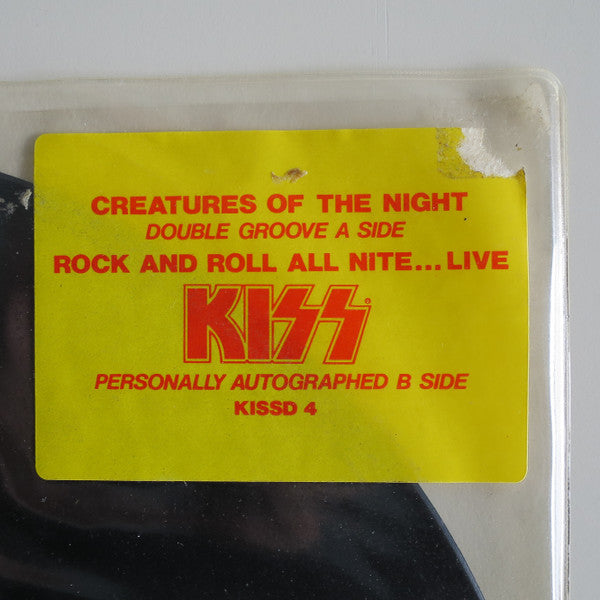 CREATURES OF THE NIGHT
DOUBLE GROOVE A SIDE
ROCK AND ROLL ALL NITE...LIVE
KISS®
PERSONALLY AUTOGRAPHED B SIDE
KISSD 4